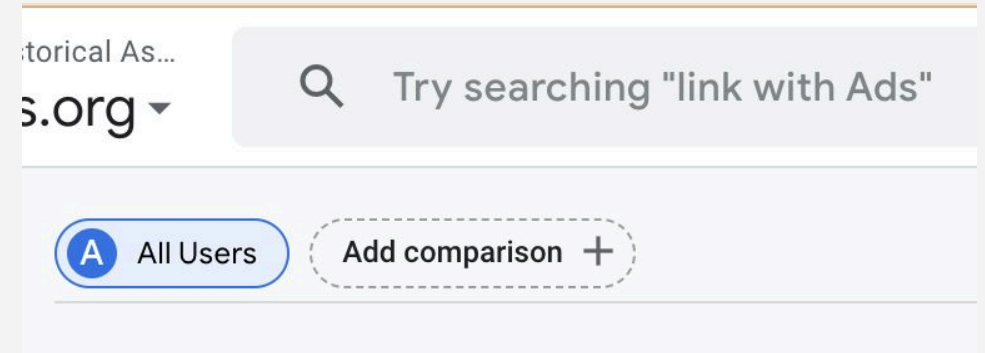 torical As...
s.org
Try searching "link with Ads"
A All Users
Add comparison +